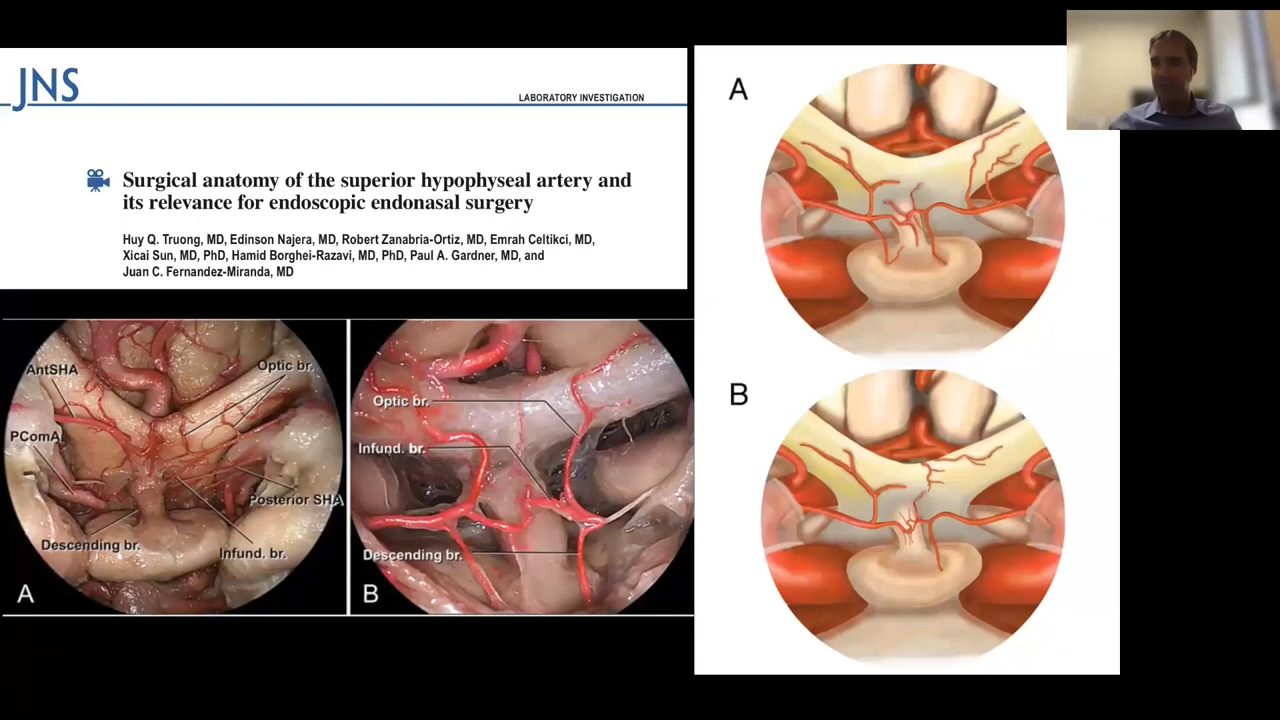 JNS
LABORATORY INVESTIGATION
Surgical anatomy of the superior hypophyseal artery and
its relevance for endoscopic endonasal surgery
Huy Q. Truong, MD, Edinson Najera, MD, Robert Zanabria-Ortiz, MD, Emrah Celtikci, MD,
Xicai Sun, MD, PhD, Hamid Borghei-Razavi, MD, PhD, Paul A. Gardner, MD, and
Juan C. Fernandez-Miranda, MD
AntSHA
Optic br.
PComA
Posterior SHA
Descending br.
Infund. br.
A
Optic br.
Infund. br.
Descending br.
B
A
B